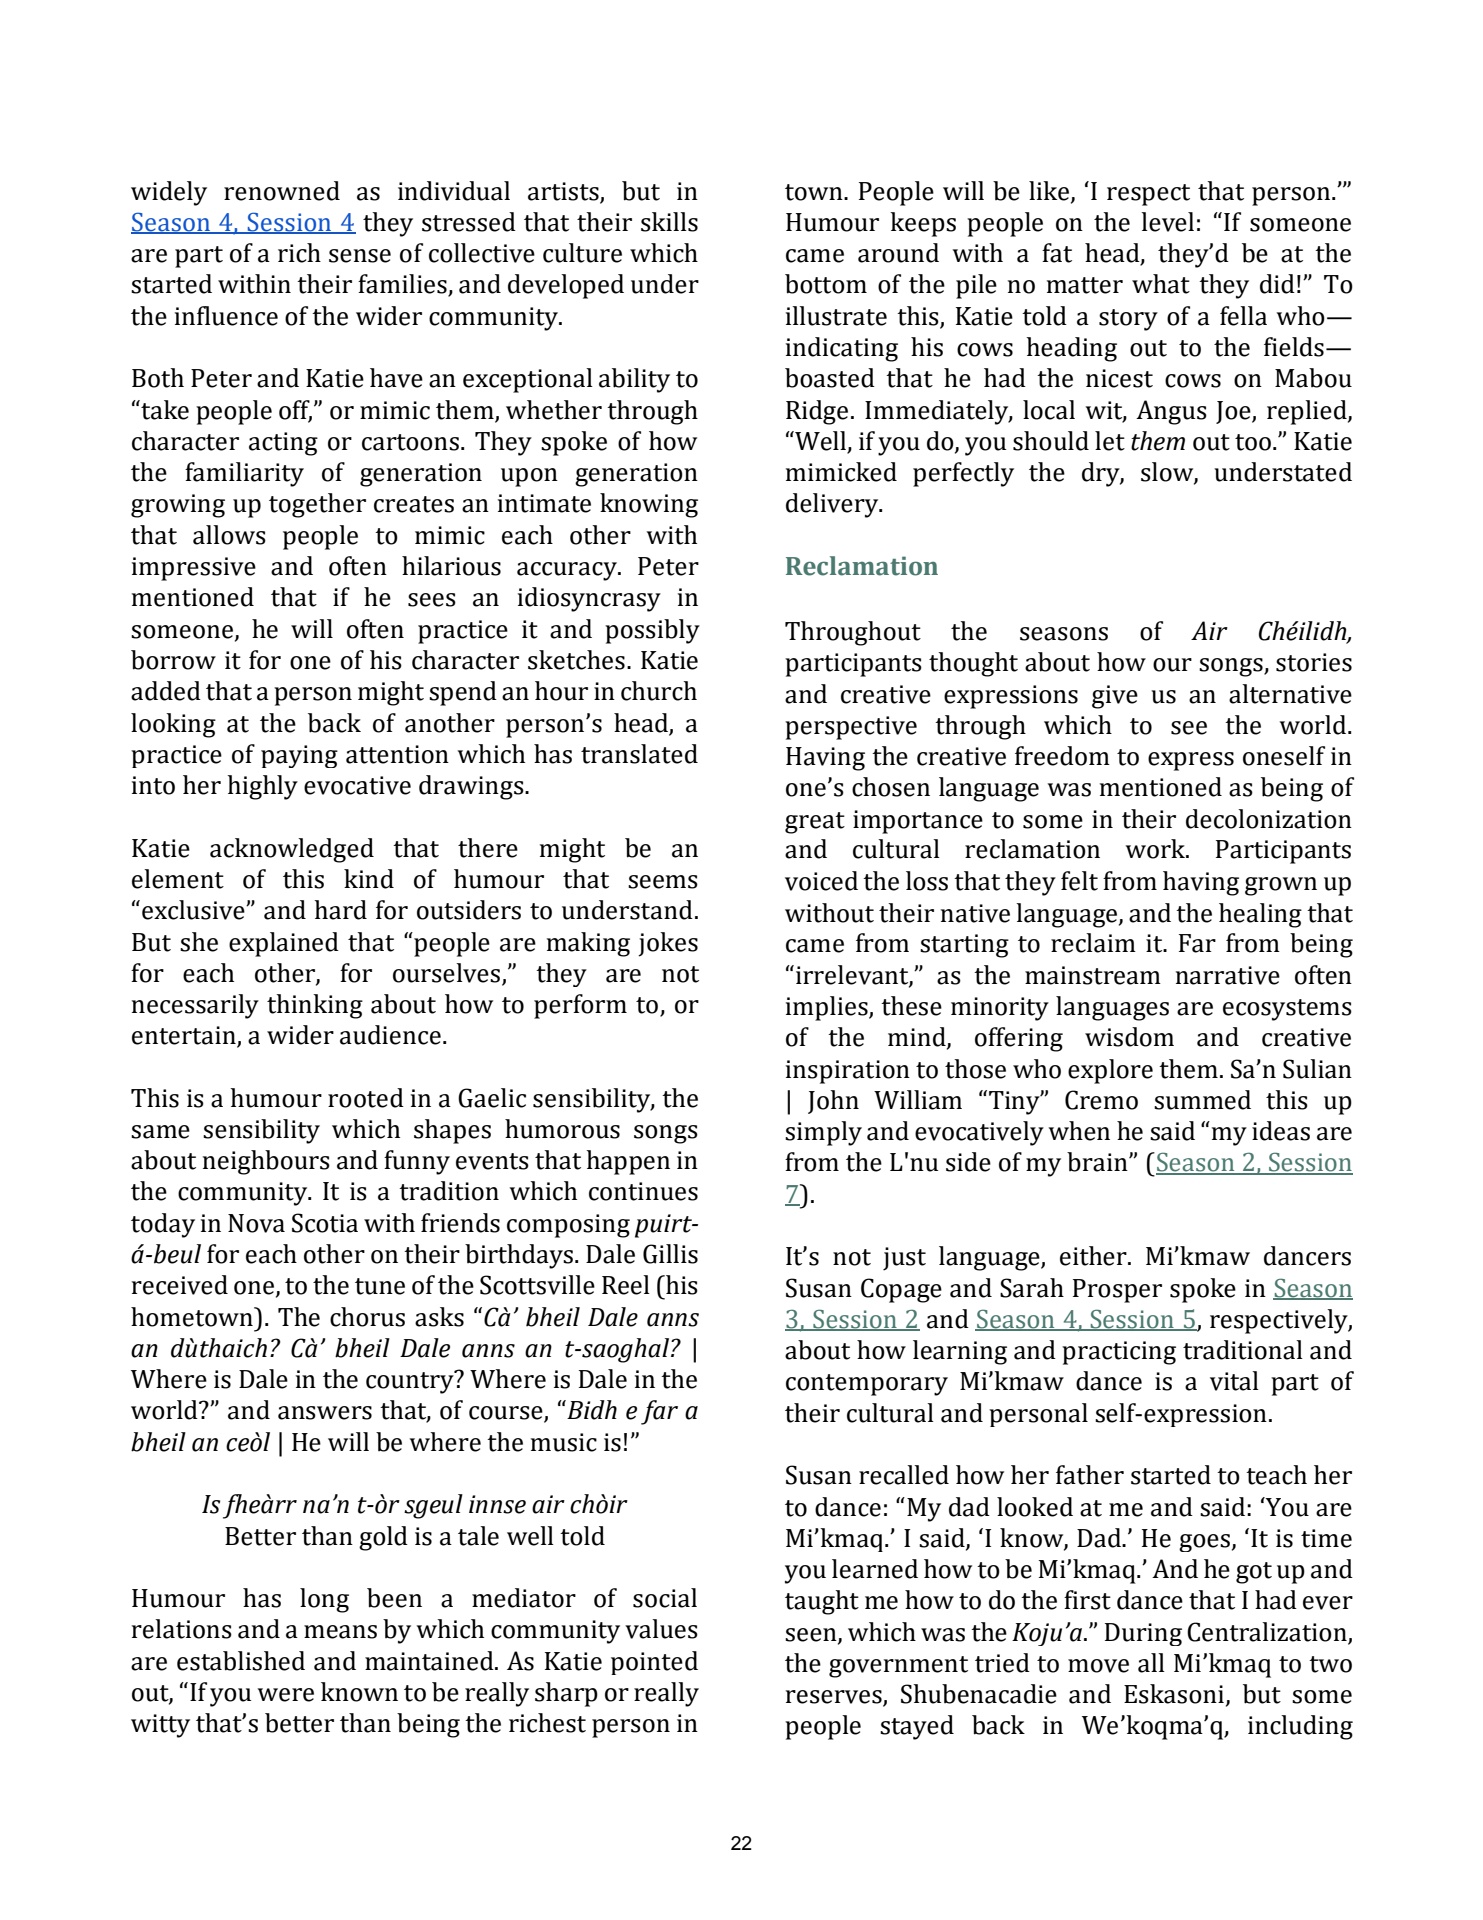 widely renowned as individual artists, but in
Season 4, Session 4 they stressed that their skills
are part of a rich sense of collective culture which
started within their families, and developed under
the influence of the wider community.
Both Peter and Katie have an exceptional ability to
“take people off,” or mimic them, whether through
character acting or cartoons. They spoke of how
the familiarity of generation upon generation
growing up together creates an intimate knowing
that allows people to mimic each other with
impressive and often hilarious accuracy. Peter
mentioned that if he sees an idiosyncrasy in
someone, he will often practice it and possibly
borrow it for one of his character sketches. Katie
added that a person might spend an hour in church
looking at the back of another person’s head, a
practice of paying attention which has translated
into her highly evocative drawings.
Katie acknowledged that there might be an
element of this kind of humour that seems
“exclusive” and hard for outsiders to understand.
But she explained that “people are making jokes
for each other, for ourselves,” they are not
necessarily thinking about how to perform to, or
entertain, a wider audience.
This is a humour rooted in a Gaelic sensibility, the
same sensibility which shapes humorous songs
about neighbours and funny events that happen in
the community. It is a tradition which continues
today in Nova Scotia with friends composing puirt-
á-beul for each other on their birthdays. Dale Gillis
received one, to the tune of the Scottsville Reel (his
hometown). The chorus asks “Cà’ bheil Dale anns
an dùthaich? Cà’ bheil Dale anns an t-saoghal? |
Where is Dale in the country? Where is Dale in the
world?” and answers that, of course, “Bidh e far a
bheil an ceòl | He will be where the music is!”
Is fheàrr na’n t-òr sgeul innse air chòir
Better than gold is a tale well told
Humour has long been a mediator of social
relations and a means by which community values
are established and maintained. As Katie pointed
out, “If you were known to be really sharp or really
witty that’s better than being the richest person in
town. People will be like, ‘I respect that person.’”
Humour keeps people on the level: “If someone
came around with a fat head, they’d be at the
bottom of the pile no matter what they did!” To
illustrate this, Katie told a story of a fella who—
indicating his cows heading out to the fields—
boasted that he had the nicest cows on Mabou
Ridge. Immediately, local wit, Angus Joe, replied,
“Well, if you do, you should let them out too.” Katie
mimicked perfectly the dry, slow, understated
delivery.
Reclamation
Throughout the seasons of Air Chéilidh,
participants thought about how our songs, stories
and creative expressions give us an alternative
perspective through which to see the world.
Having the creative freedom to express oneself in
one’s chosen language was mentioned as being of
great importance to some in their decolonization
and cultural reclamation work. Participants
voiced the loss that they felt from having grown up
without their native language, and the healing that
came from starting to reclaim it. Far from being
“irrelevant,” as the mainstream narrative often
implies, these minority languages are ecosystems
of the mind, offering wisdom and creative
inspiration to those who explore them. Sa’n Sulian
| John William “Tiny” Cremo summed this up
simply and evocatively when he said “my ideas are
from the L'nu side of my brain” (Season 2, Session
7).
It’s not just language, either. Mi’kmaw dancers
Susan Copage and Sarah Prosper spoke in Season
3, Session 2 and Season 4, Session 5, respectively,
about how learning and practicing traditional and
contemporary Mi’kmaw dance is a vital part of
their cultural and personal self-expression.
Susan recalled how her father started to teach her
to dance: “My dad looked at me and said: ‘You are
Mi’kmaq.’ I said, ‘I know, Dad.’ He goes, ‘It is time
you learned how to be Mi’kmaq.’ And he got up and
taught me how to do the first dance that I had ever
seen, which was the Koju’a.” During Centralization,
the government tried to move all Mi’kmaq to two
reserves, Shubenacadie and Eskasoni, but some
people stayed back in We’koqma’q, including
22